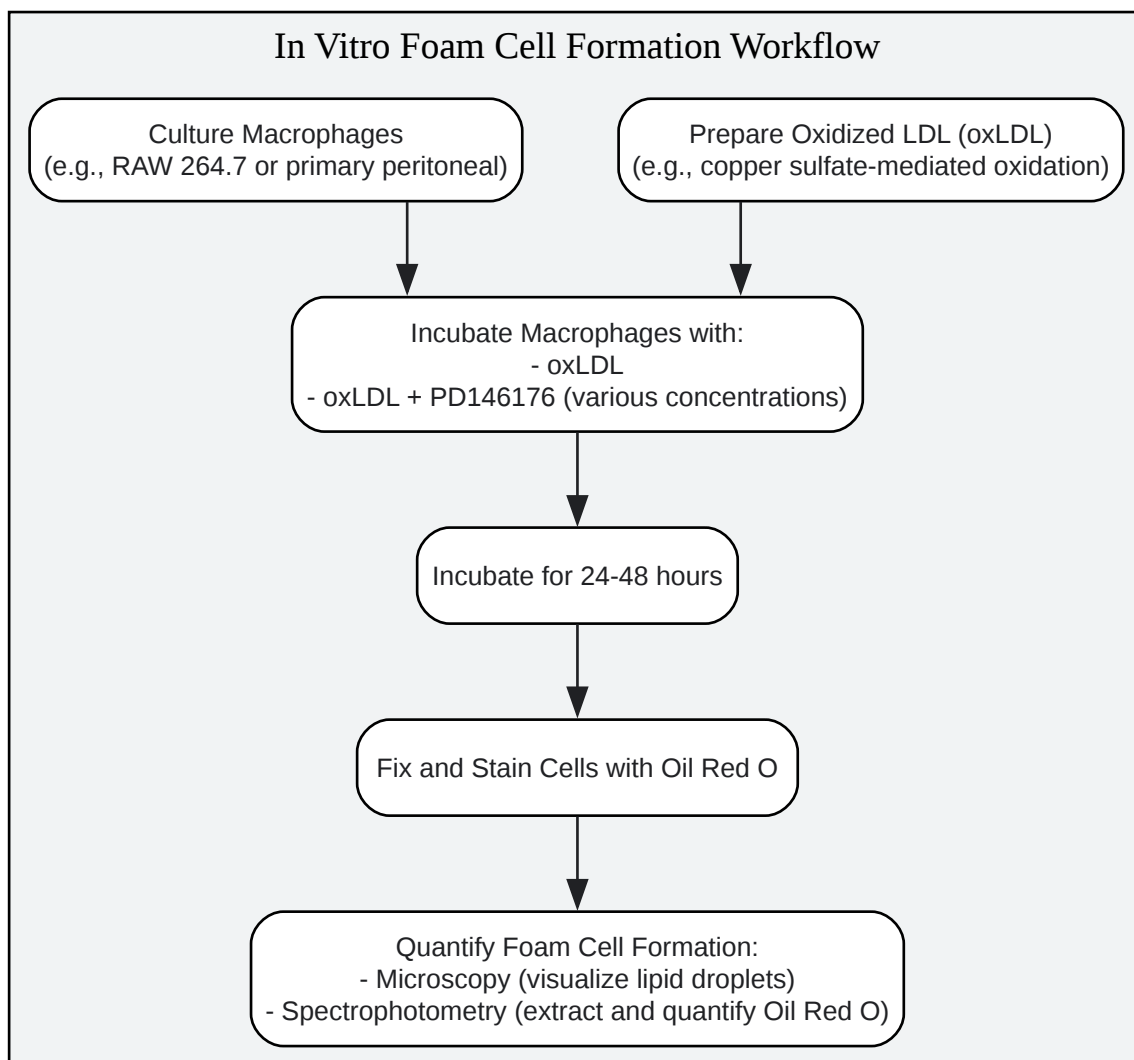 In Vitro Foam Cell Formation Workflow
Culture Macrophages
(e.g., RAW 264.7 or primary peritoneal)
Prepare Oxidized LDL (oxLDL)
(e.g., copper sulfate-mediated oxidation)
Incubate Macrophages with:
- oxLDL
- oxLDL + PD146176 (various concentrations)
Incubate for 24-48 hours
Fix and Stain Cells with Oil Red O
Quantify Foam Cell Formation:
- Microscopy (visualize lipid droplets)
- Spectrophotometry (extract and quantify Oil Red O)